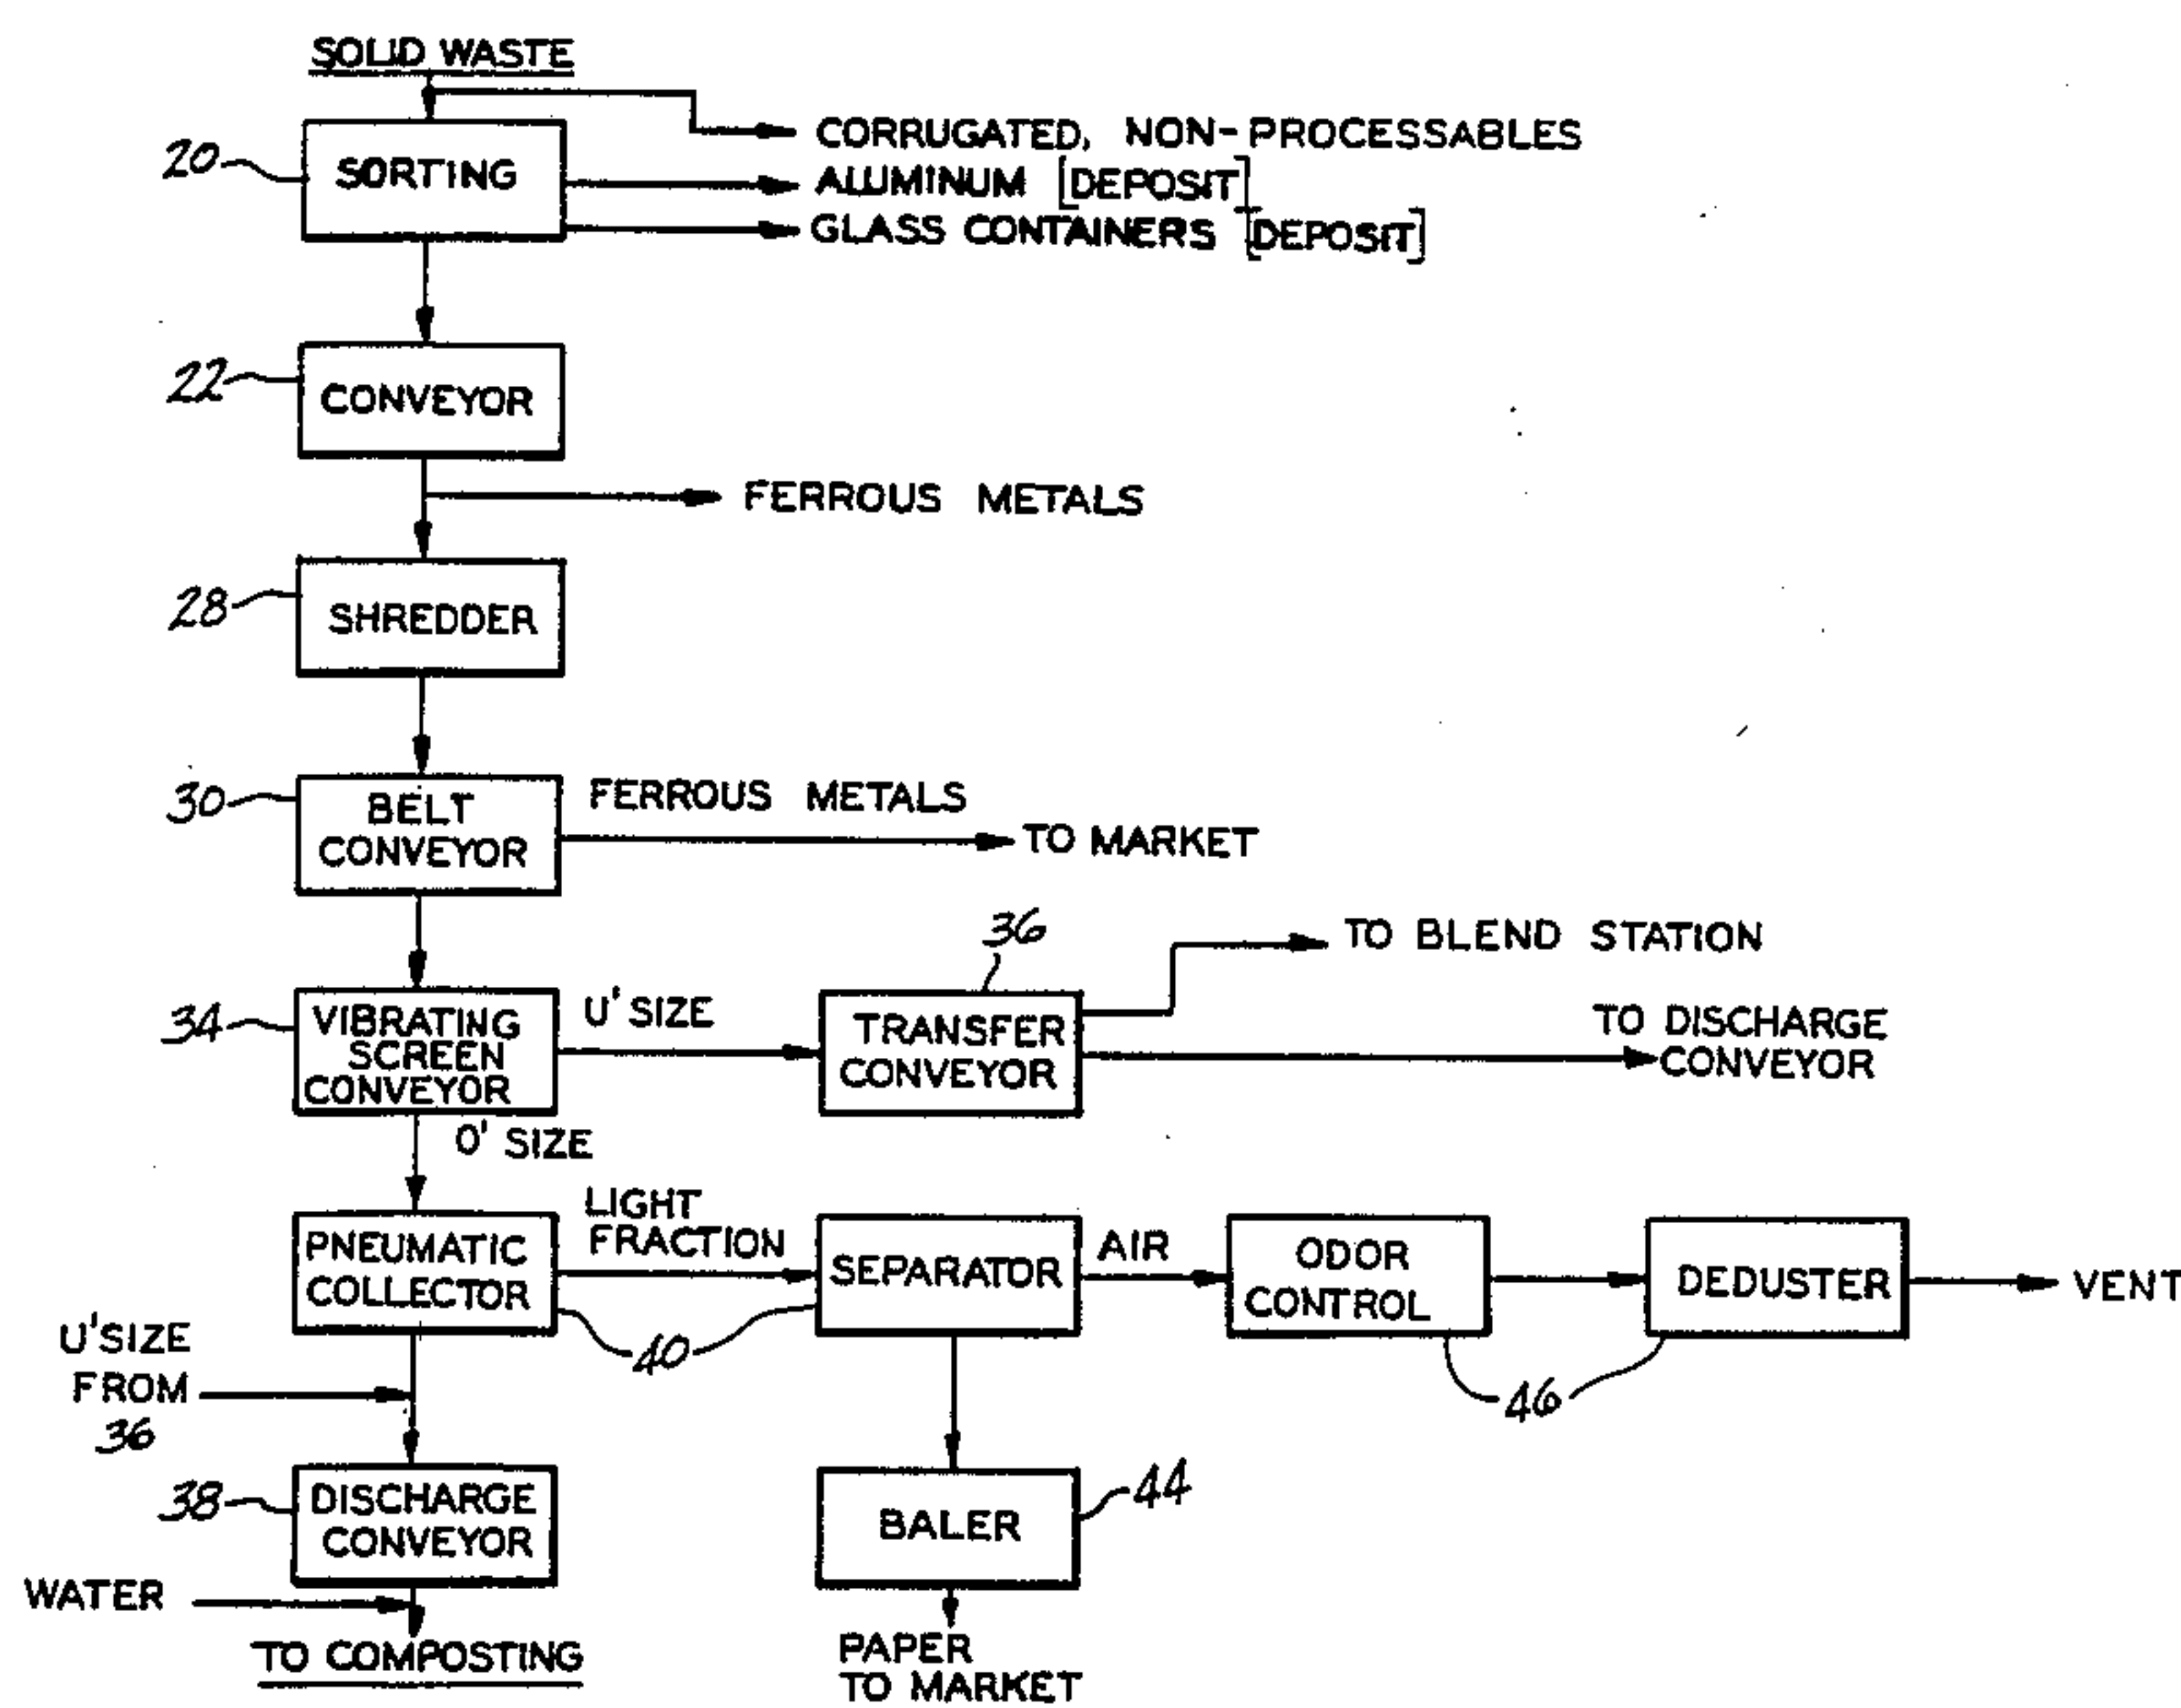 SOLID WASTE
CORRUGATED, NON-PROCESSABLES
20
SORTING
ALUMINUM [DEPOSIT]
GLASS CONTAINERS [DEPOSIT]
22
CONVEYOR
FERROUS METALS
28
SHREDDER
30
BELT
CONVEYOR
FERROUS METALS
TO MARKET
34
VIBRATING
SCREEN
CONVEYOR
U'SIZE
36
TRANSFER
CONVEYOR
TO BLEND STATION
TO DISCHARGE
CONVEYOR
O' SIZE
PNEUMATIC
COLLECTOR
LIGHT
FRACTION
SEPARATOR
AIR
ODOR
CONTROL
DEDUSTER
VENT
40
46
U'SIZE
FROM
36
38
DISCHARGE
CONVEYOR
BALER
44
WATER
TO COMPOSTING
PAPER
TO MARKET